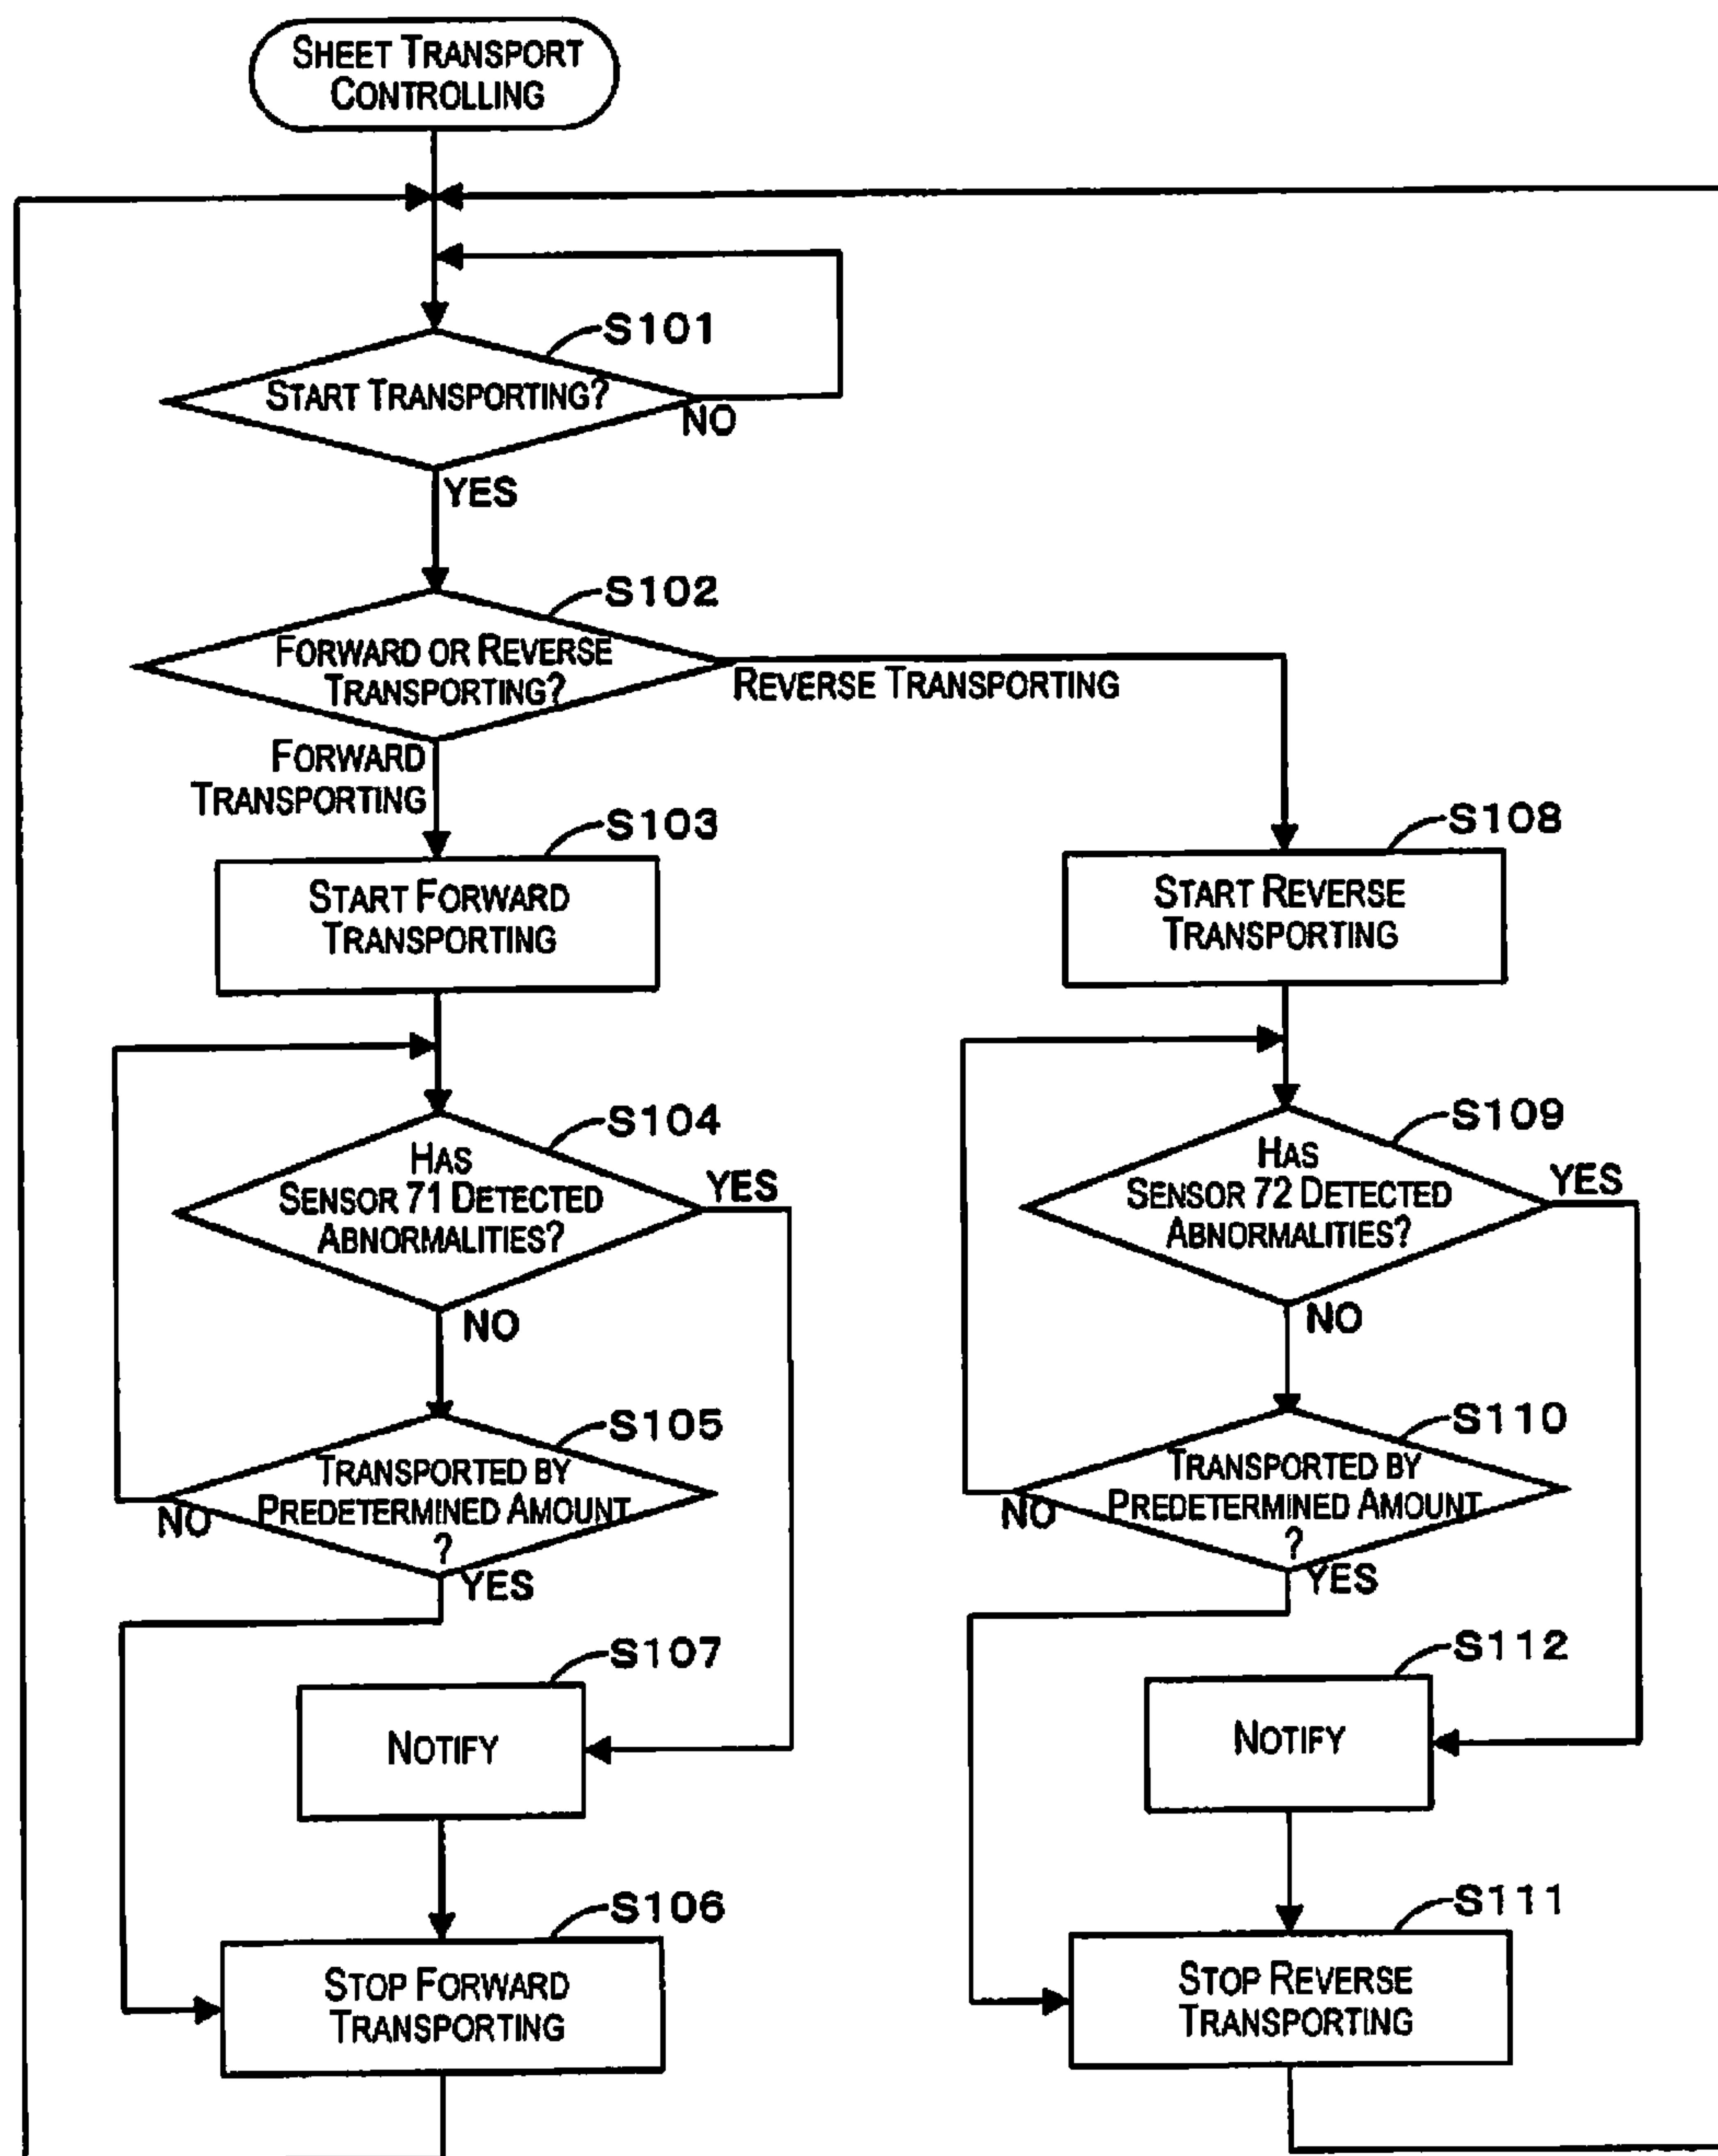 SHEET TRANSPORT
CONTROLLING
S101
START TRANSPORTING?
NO
YES
S102
FORWARD OR REVERSE
TRANSPORTING?
REVERSE TRANSPORTING
FORWARD
TRANSPORTING
S103
START FORWARD
TRANSPORTING
S104
HAS
SENSOR 71 DETECTED
ABNORMALITIES?
YES
NO
S105
TRANSPORTED BY
PREDETERMINED AMOUNT
?
NO
YES
S107
NOTIFY
S106
STOP FORWARD
TRANSPORTING
S108
START REVERSE
TRANSPORTING
S109
HAS
SENSOR 72 DETECTED
ABNORMALITIES?
YES
NO
S110
TRANSPORTED BY
PREDETERMINED AMOUNT
?
NO
YES
S112
NOTIFY
S111
STOP REVERSE
TRANSPORTING